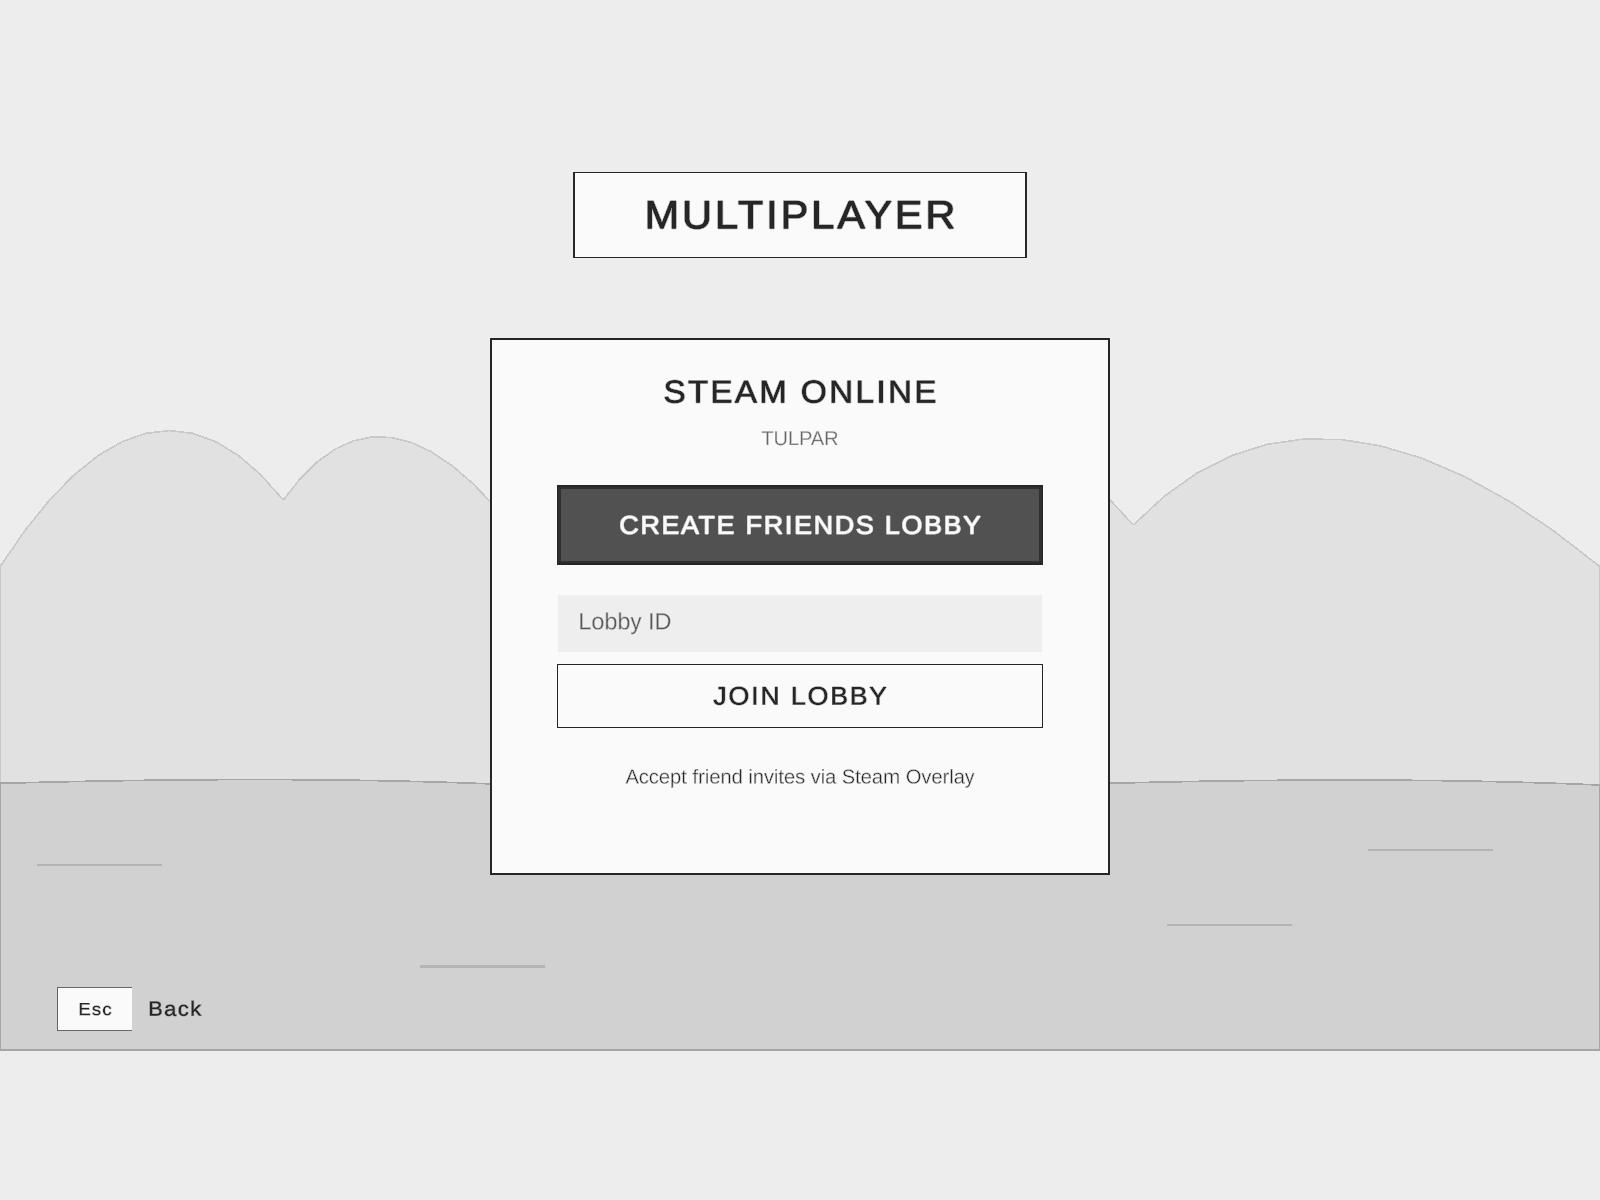 MULTIPLAYER
STEAM ONLINE
TULPAR
CREATE FRIENDS LOBBY
Lobby ID
JOIN LOBBY
Accept friend invites via Steam Overlay
Esc Back